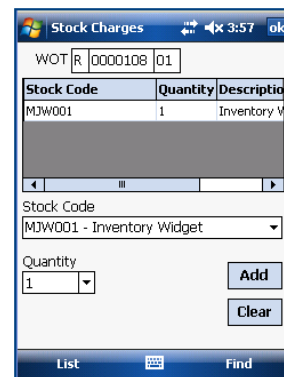 Stock Charges 3:57 ok
WOT R 0000108 01
Stock Code Quantity Descriptio
MJW001 1 Inventory W
Stock Code
MJW001 - Inventory Widget
Quantity
1
Add
Clear
List Find